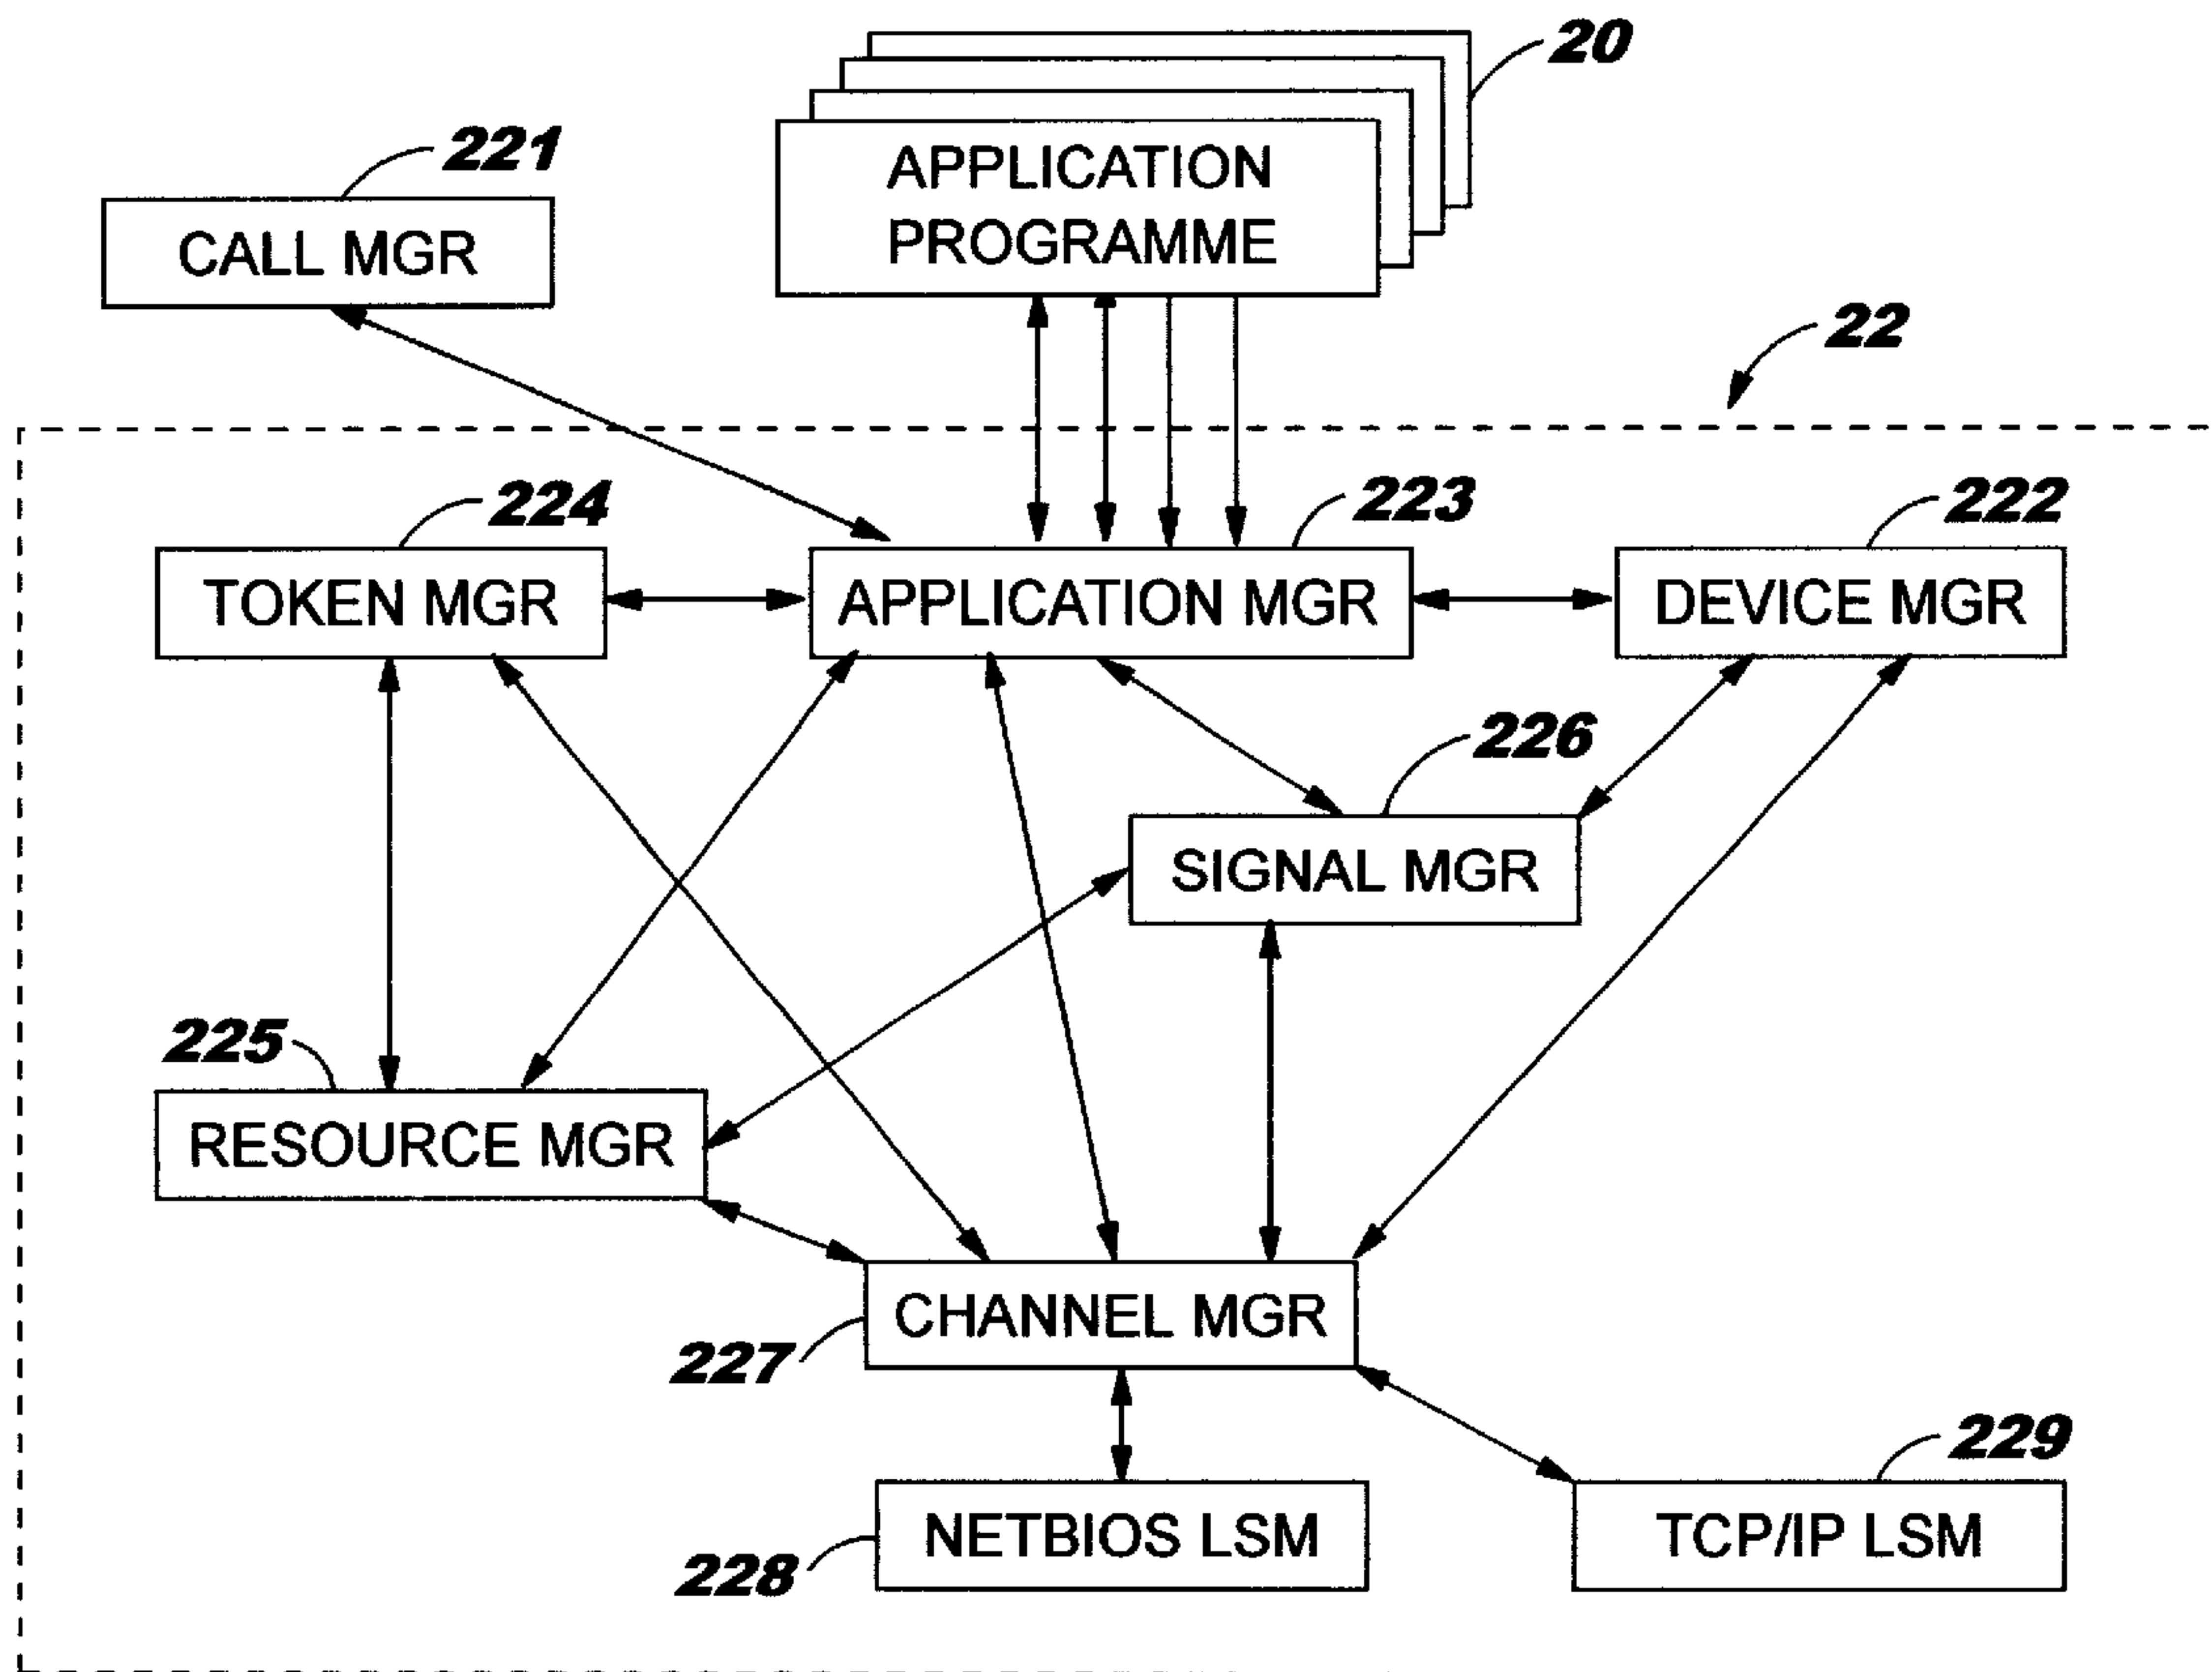 20
221
APPLICATION
PROGRAMME
CALL MGR
22
224
223
222
TOKEN MGR
APPLICATION MGR
DEVICE MGR
226
SIGNAL MGR
225
RESOURCE MGR
CHANNEL MGR
227
229
NETBIOS LSM
TCP/IP LSM
228